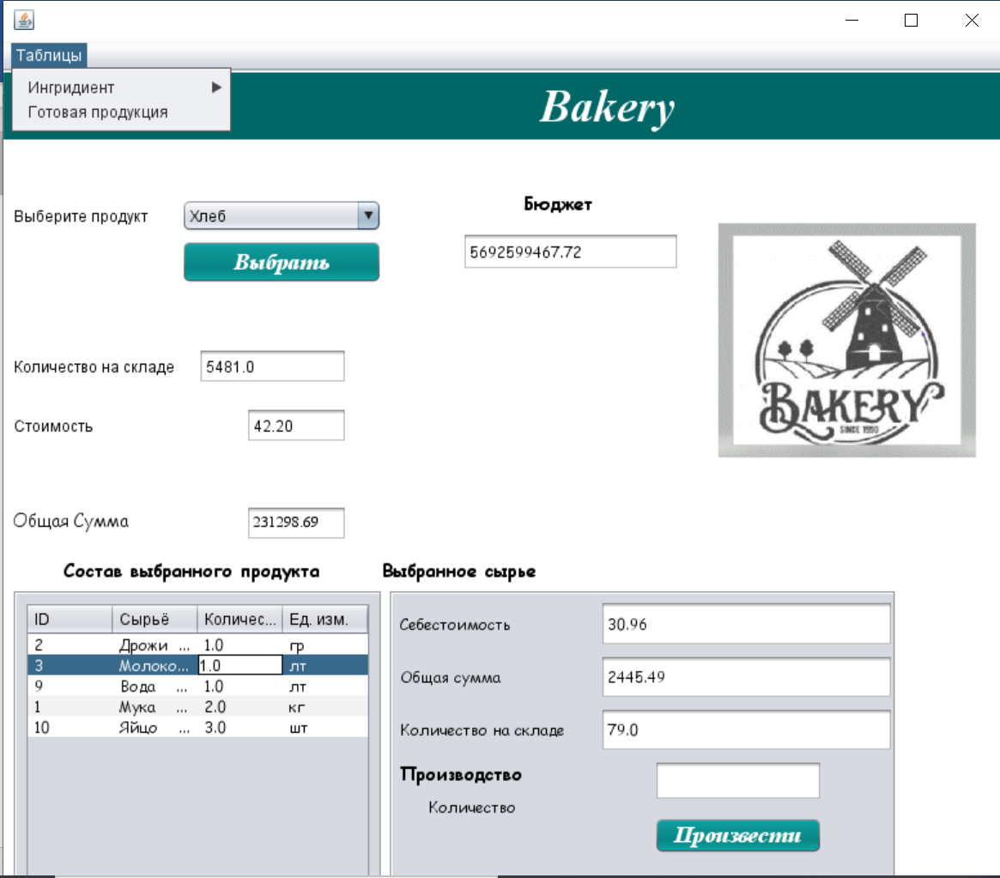 Таблицы
Ингридиент
Готовая продукция
Bakery
Выберите продукт
Хлеб
Выбрать
Бюджет
5692599467.72
BAKERY
SINCE 1990
Количество на складе
5481.0
Стоимость
42.20
Общая Сумма
231298.69
Состав выбранного продукта
ID Сырьё Количес... Ед. изм.
2 Дрожи ... 1.0 гр
3 Молоко... 1.0 лт
9 Вода ... 1.0 лт
1 Мука ... 2.0 кг
10 Яйцо ... 3.0 шт
Выбранное сырье
Себестоимость 30.96
Общая сумма 2445.49
Количество на складе 79.0
Производство
Количество
Произвести